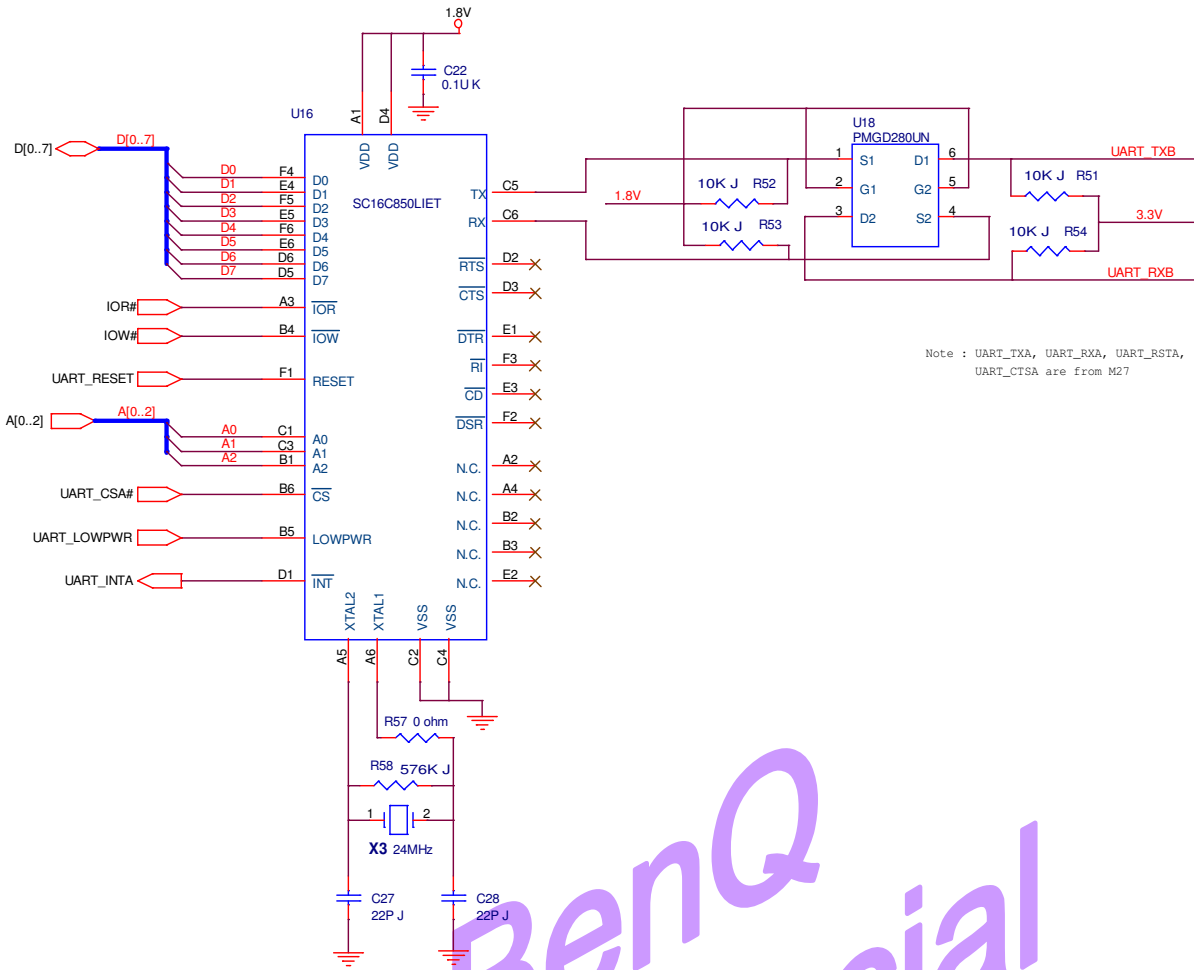 1.8V
C22
0.1U K
U16
A1
D4
VDD
VDD
SC16C850LIET
D[0..7]
D[0..7]
D0
F4
D0
D1
E4
D1
D2
F5
D2
D3
E5
D3
D4
F6
D4
D5
E6
D5
D6
D6
D6
D7
D5
D7
IOR#
A3
IOR
IOW#
B4
IOW
UART_RESET
F1
RESET
A[0..2]
A[0..2]
A0
C1
A0
A1
C3
A1
A2
B1
A2
UART_CSA#
B6
CS
UART_LOWPWR
B5
LOWPWR
UART_INTA
D1
INT
TX
C5
RX
C6
RTS
D2
CTS
D3
DTR
E1
RI
F3
CD
E3
DSR
F2
N.C.
A2
N.C.
A4
N.C.
B2
N.C.
B3
N.C.
E2
XTAL2
XTAL1
VSS
VSS
A5
A6
C2
C4
U18
PMGD280UN
1
S1
D1
6
2
G1
G2
5
3
D2
S2
4
1.8V
10K J R52
10K J R53
UART_TXB
10K J R51
3.3V
10K J R54
UART_RXB
Note : UART_TXA, UART_RXA, UART_RSTA,
UART_CTSA are from M27
R57 0 ohm
R58 576K J
1
2
X3 24MHz
C27
22P J
C28
22P J
BenQ